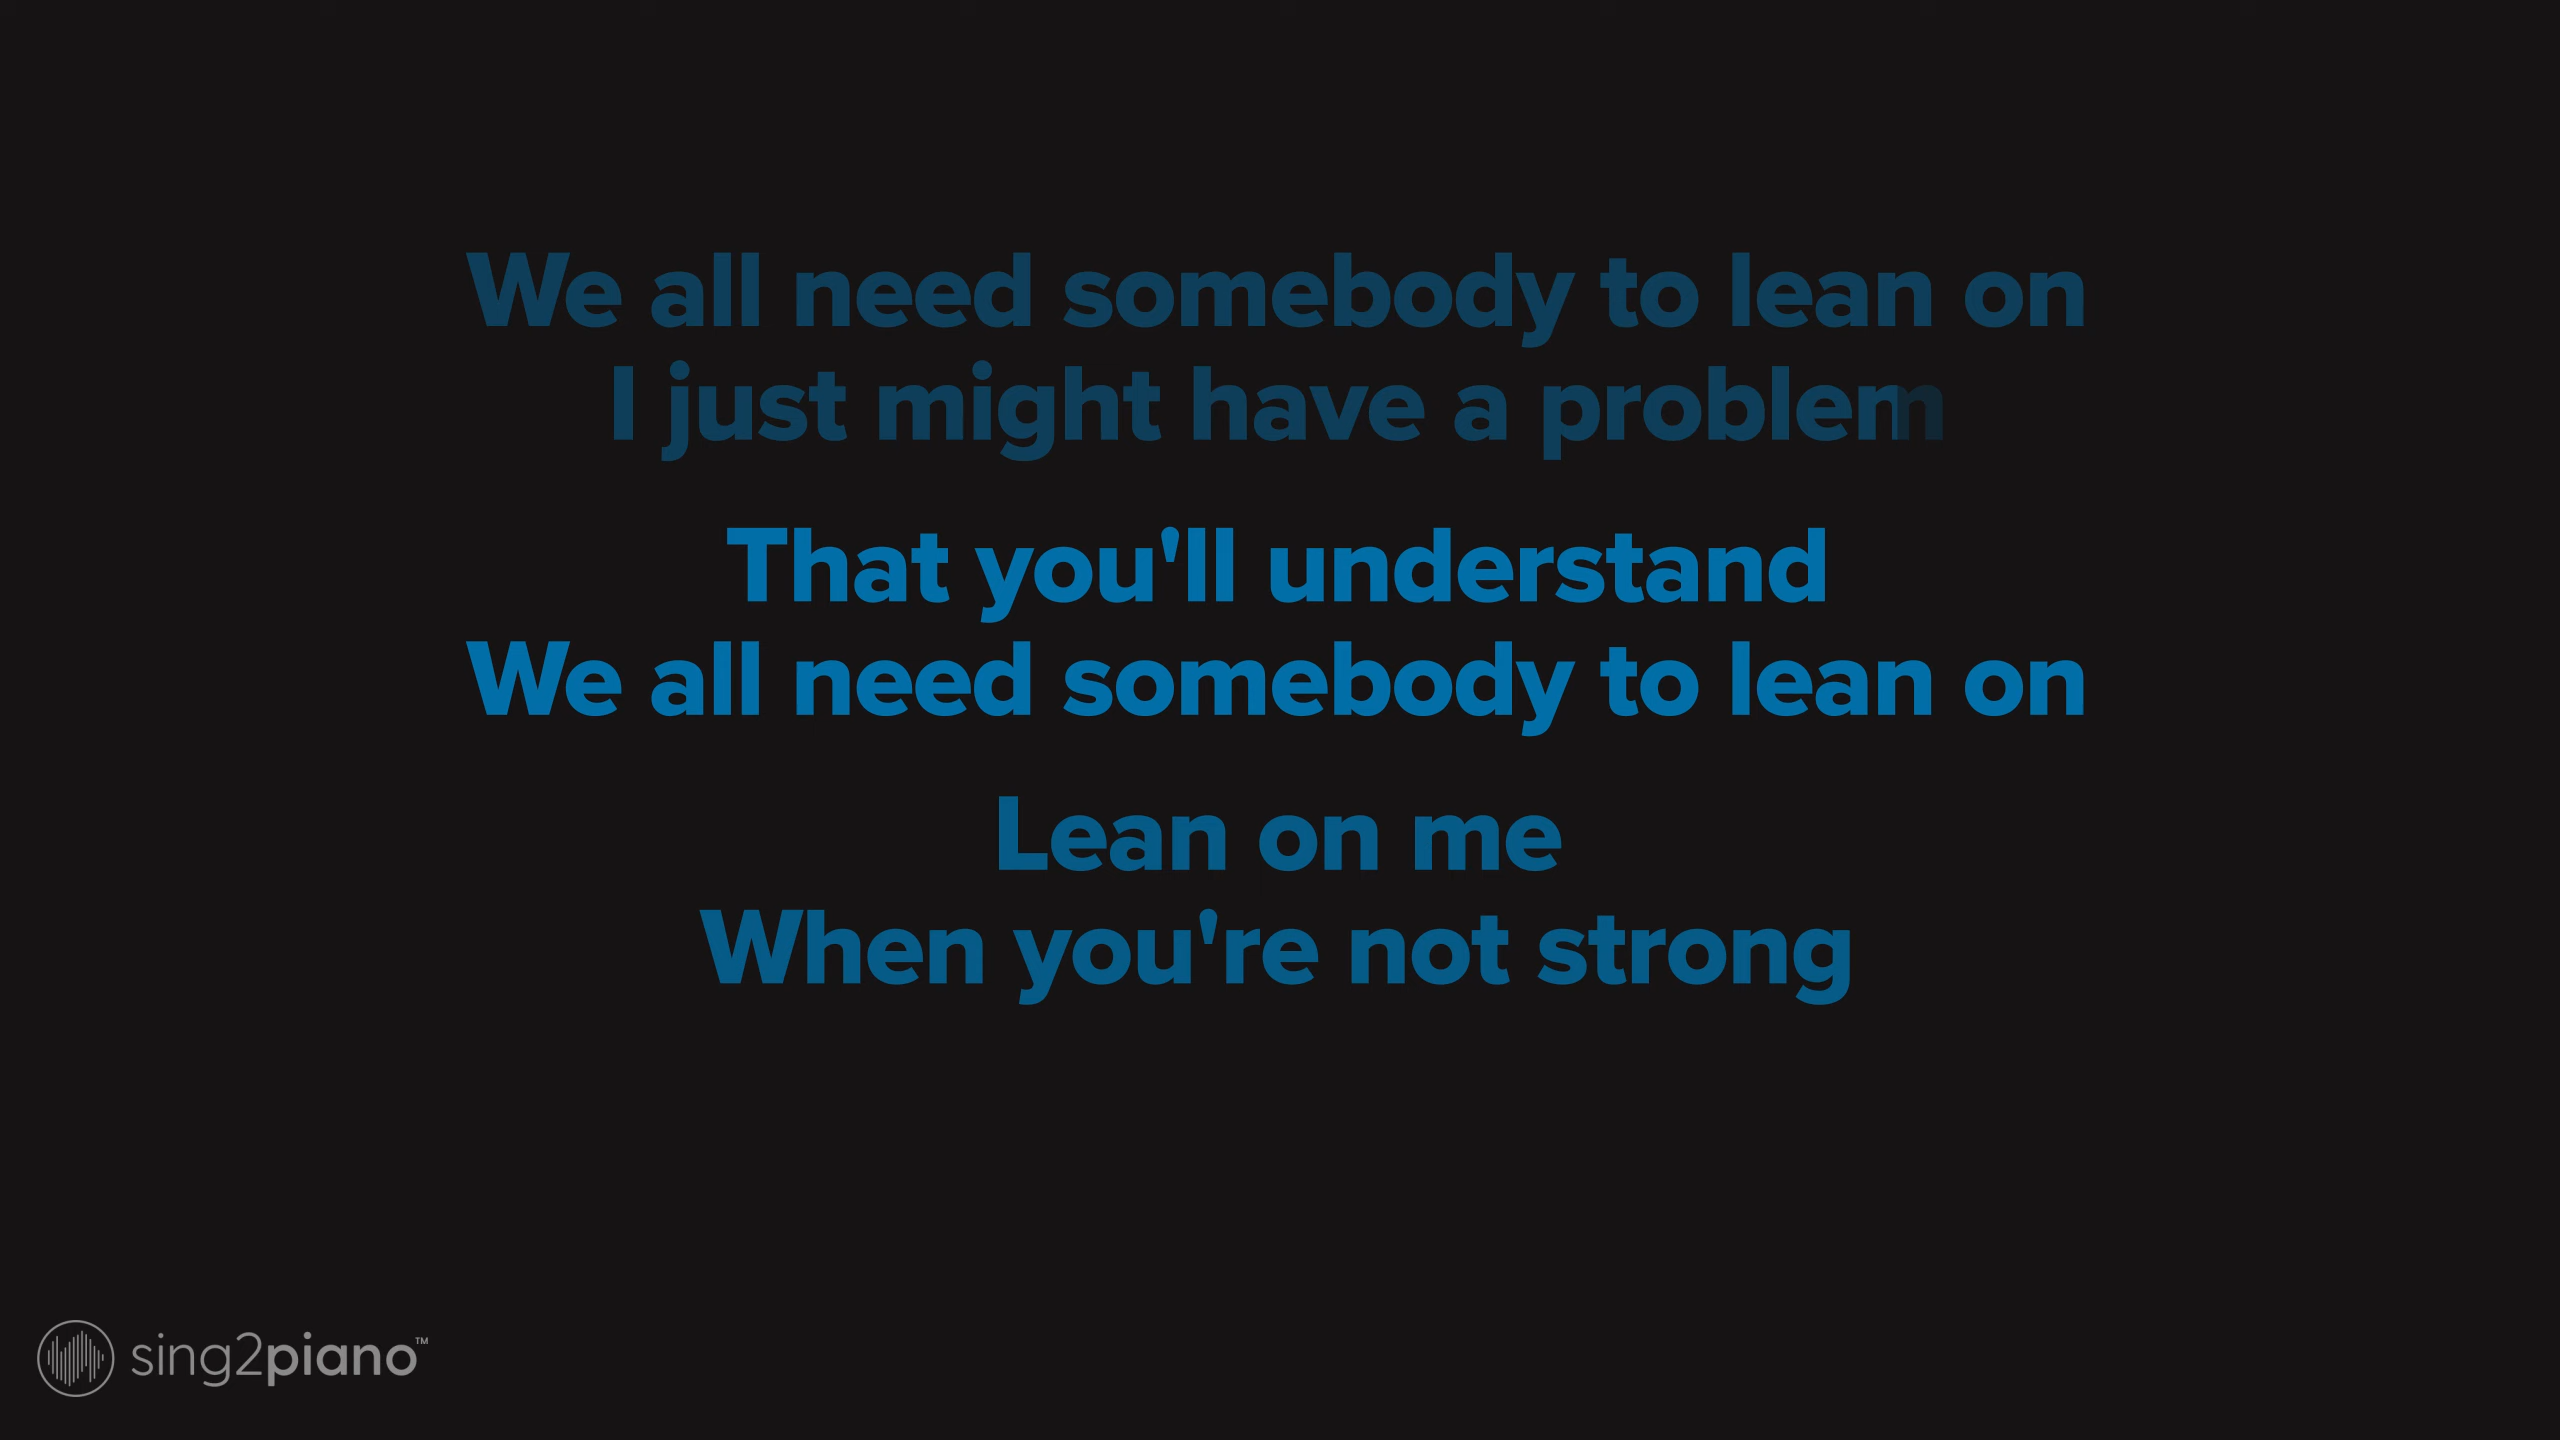 We all need somebody to lean on
I just might have a problem
That you'll understand
We all need somebody to lean on
Lean on me
When you're not strong
sing2piano™